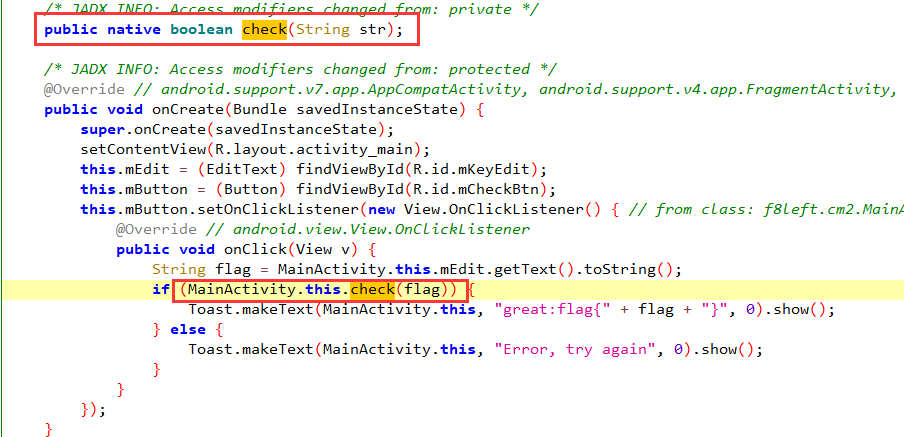 /* JADX INFO: Access modifiers changed from: private */
public native boolean check(String str);
/* JADX INFO: Access modifiers changed from: protected */
@Override // android.support.v7.app.AppCompatActivity, android.support.v4.app.FragmentActivity,
public void onCreate(Bundle savedInstanceState) {
super.onCreate(savedInstanceState);
setContentView(R.layout.activity_main);
this.mEdit = (EditText) findViewById(R.id.mKeyEdit);
this.mButton = (Button) findViewById(R.id.mCheckBtn);
this.mButton.setOnClickListener(new View.OnClickListener() { // from class: f8left.cm2.MainA
@Override // android.view.View.OnClickListener
public void onClick(View v) {
String flag = MainActivity.this.mEdit.getText().toString();
if (MainActivity.this.check(flag)) {
Toast.makeText(MainActivity.this, "great:flag{" + flag + "}", 0).show();
} else {
Toast.makeText(MainActivity.this, "Error, try again", 0).show();
}
}
});
}